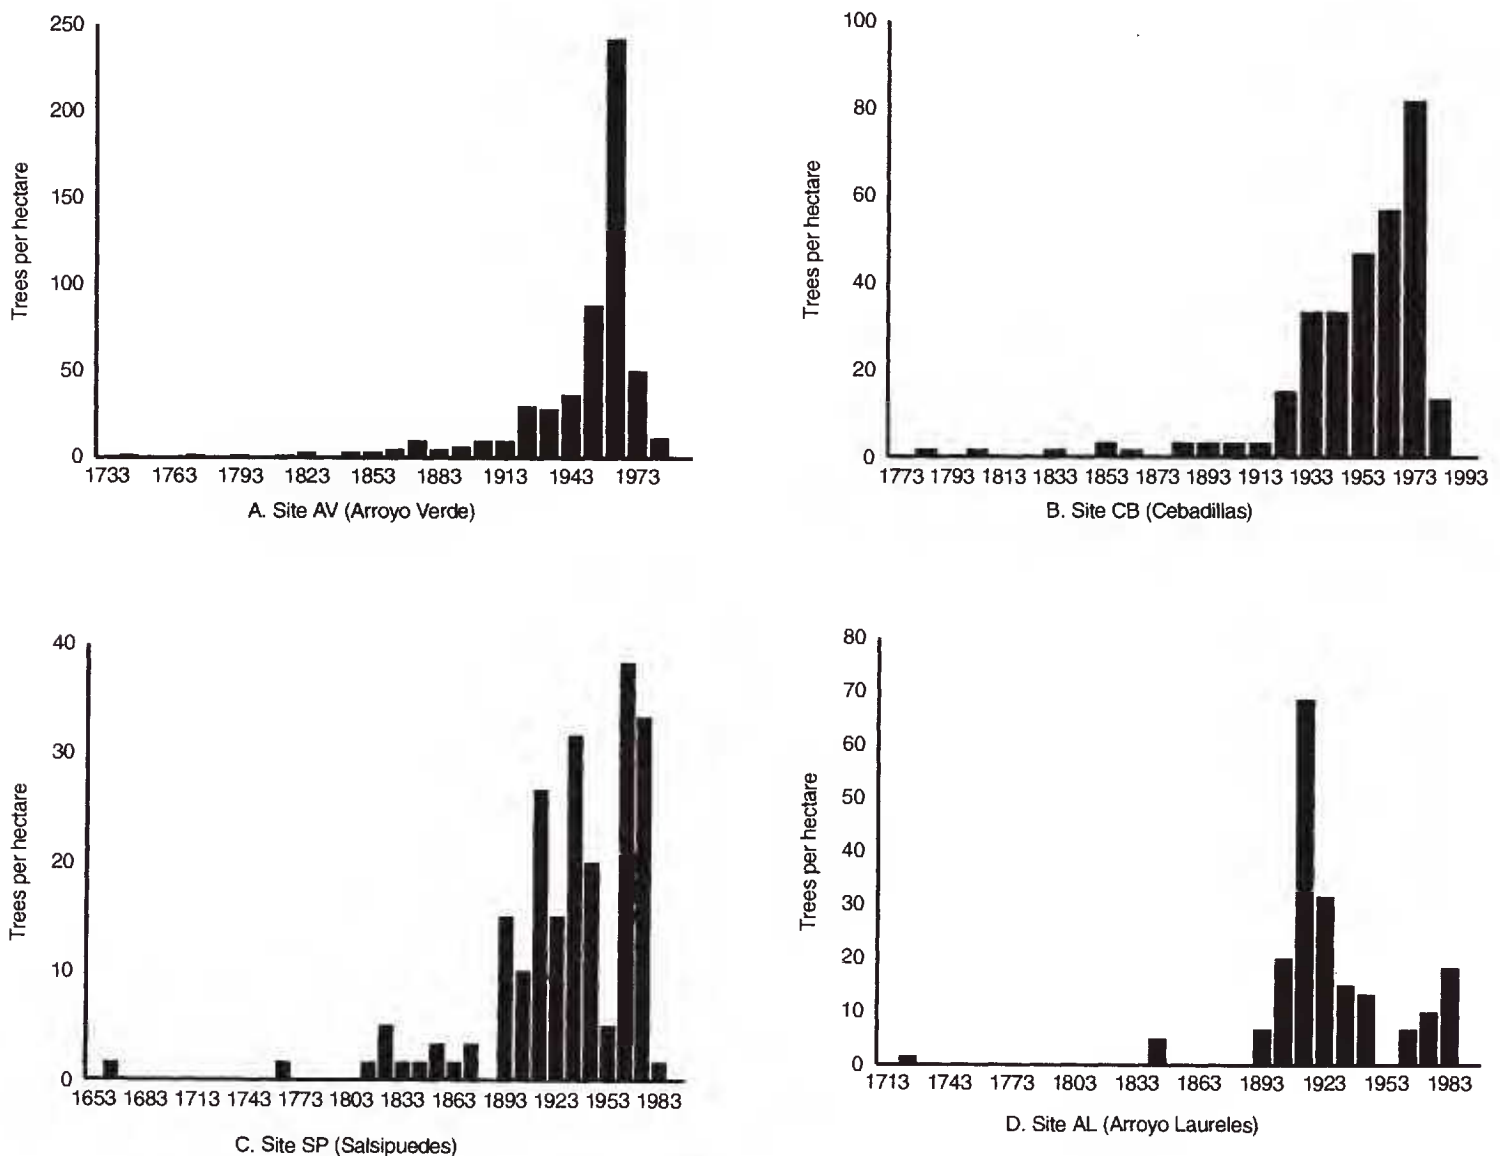 250
200
150
100
50
0
Trees per hectare
1733 1763 1793 1823 1853 1883 1913 1943 1973
A. Site AV (Arroyo Verde)
100
80
60
40
20
0
Trees per hectare
1773 1793 1813 1833 1853 1873 1893 1913 1933 1953 1973 1993
B. Site CB (Cebadillas)
40
30
20
10
0
Trees per hectare
1653 1683 1713 1743 1773 1803 1833 1863 1893 1923 1953 1983
C. Site SP (Salsipuedes)
80
70
60
50
40
30
20
10
0
Trees per hectare
1713 1743 1773 1803 1833 1863 1893 1923 1953 1983
D. Site AL (Arroyo Laureles)